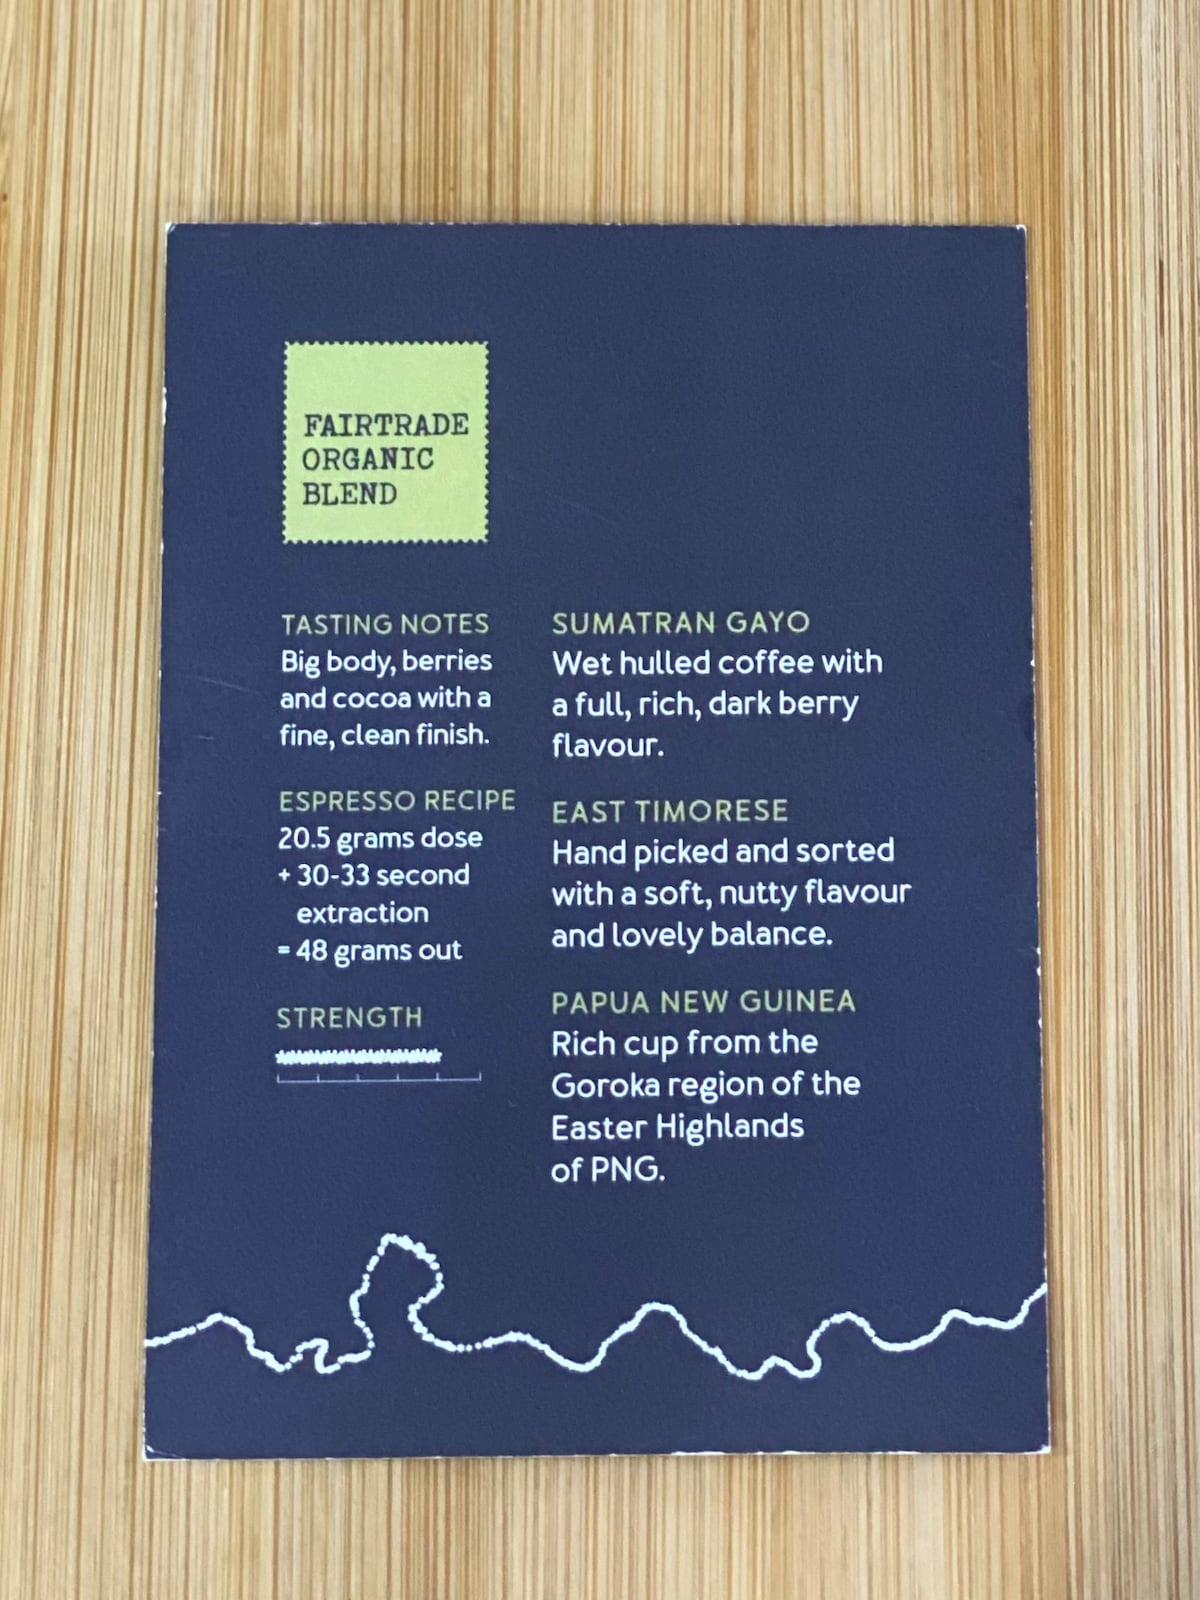 FAIRTRADE
ORGANIC
BLEND
TASTING NOTES
Big body, berries
and cocoa with a
fine, clean finish.
ESPRESSO RECIPE
20.5 grams dose
+ 30-33 second
extraction
= 48 grams out
STRENGTH
SUMATRAN GAYO
Wet hulled coffee with
a full, rich, dark berry
flavour.
EAST TIMORESE
Hand picked and sorted
with a soft, nutty flavour
and lovely balance.
PAPUA NEW GUINEA
Rich cup from the
Goroka region of the
Easter Highlands
of PNG.